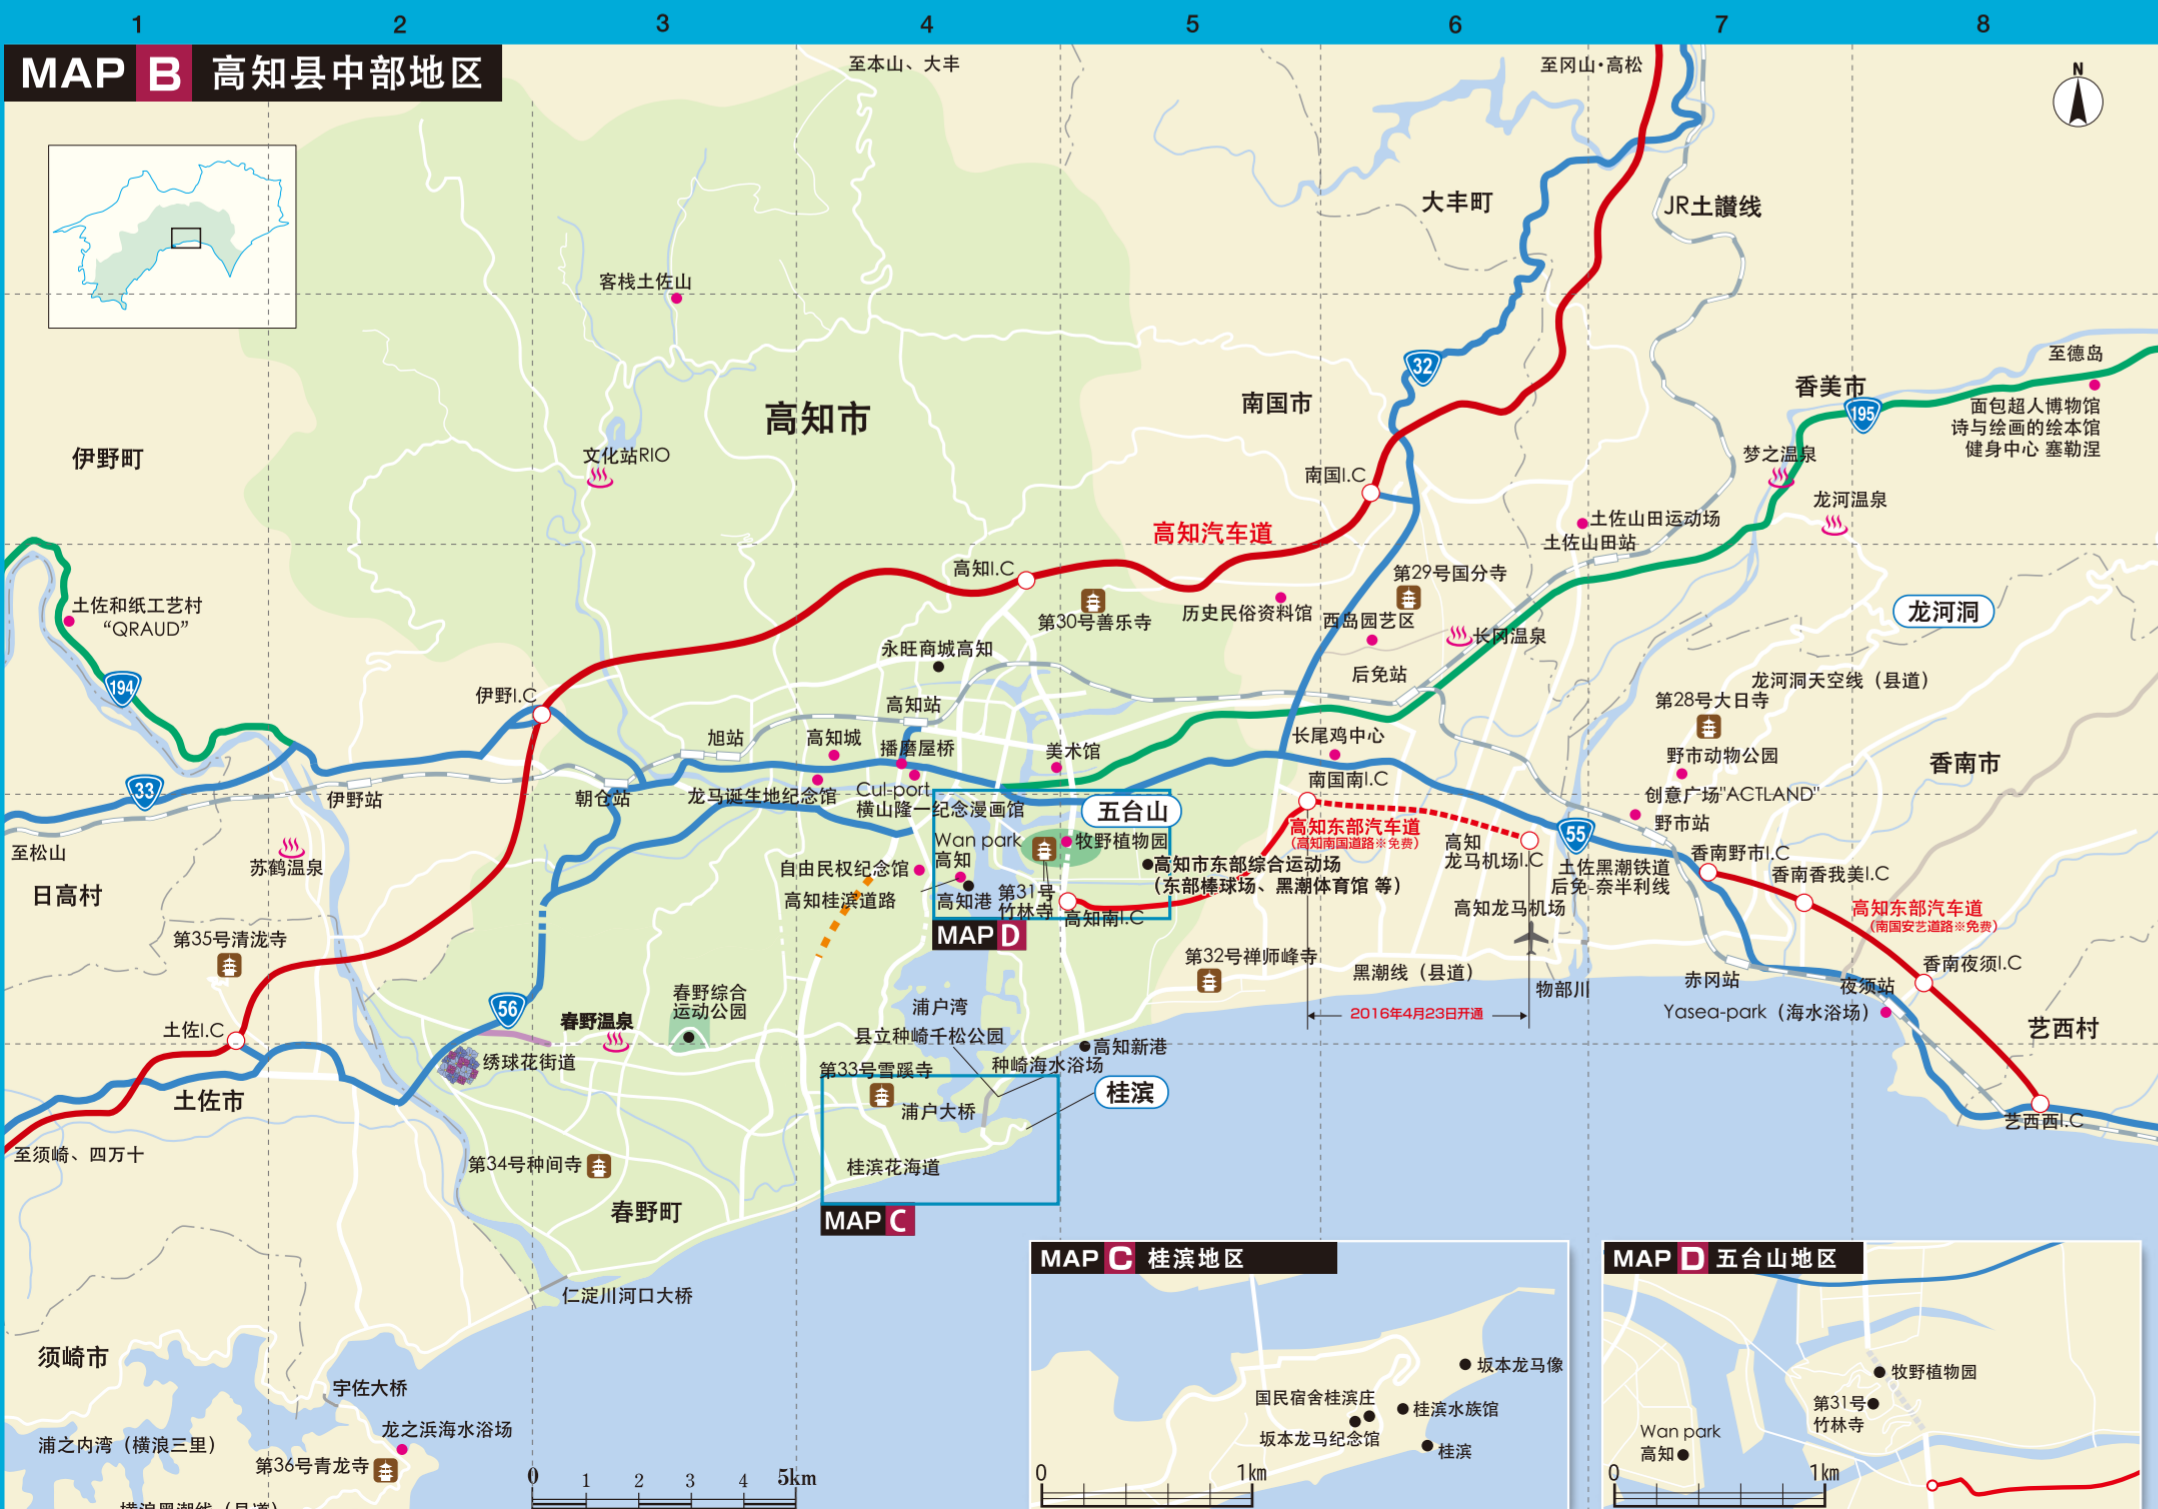 1
2
3
4
5
6
7
8
MAP B 高知县中部地区
至本山、大丰
至冈山·高松
N
大丰町
JR土讃线
客栈土佐山
32
至德岛
香美市
195
南国市
高知市
面包超人博物馆
诗与绘画的绘本馆
健身中心 塞勒涅
伊野町
文化站RIO
梦之温泉
南国I.C
龙河温泉
土佐山田运动场
土佐山田站
高知汽车道
高知I.C
第29号国分寺
土佐和纸工艺村
“QRAUD”
第30号善乐寺
历史民俗资料馆
西岛园艺区
龙河洞
长冈温泉
永旺商城高知
后免站
194
伊野I.C
高知站
龙河洞天空线（县道）
第28号大日寺
旭站
高知城
播磨屋桥
美术馆
长尾鸡中心
野市动物公园
香南市
33
伊野站
朝仓站
龙马诞生地纪念馆
Cul-port
横山隆一纪念漫画馆
南国南I.C
创意广场"ACTLAND"
五台山
野市站
高知东部汽车道
（高知南国道路※免费）
55
至松山
苏鹤温泉
Wan park
高知
牧野植物园
高知
龙马机场I.C
香南野市I.C
自由民权纪念馆
高知市东部综合运动场
（东部棒球场、黑潮体育馆 等）
土佐黑潮铁道
后免-奈半利线
香南香我美I.C
日高村
高知桂滨道路
高知港
第31号
竹林寺
高知南I.C
高知龙马机场
高知东部汽车道
（南国安艺道路※免费）
第35号清泷寺
MAP D
第32号禅师峰寺
黑潮线（县道）
香南夜须I.C
赤冈站
夜须站
物部川
56
春野综合
运动公园
浦户湾
2016年4月23日开通
Yasea-park（海水浴场）
土佐I.C
春野温泉
县立种崎千松公园
艺西村
绣球花街道
高知新港
第33号雪蹊寺
种崎海水浴场
土佐市
浦户大桥
桂滨
艺西西I.C
至须崎、四万十
第34号种间寺
桂滨花海道
春野町
MAP C
仁淀川河口大桥
须崎市
宇佐大桥
龙之浜海水浴场
浦之内湾（横浪三里）
第36号青龙寺
横浪黑潮线（县道）
0 1 2 3 4 5km
MAP C 桂滨地区
坂本龙马像
国民宿舍桂滨庄
桂滨水族馆
坂本龙马纪念馆
桂滨
0 1km
MAP D 五台山地区
牧野植物园
第31号
竹林寺
Wan park
高知
0 1km